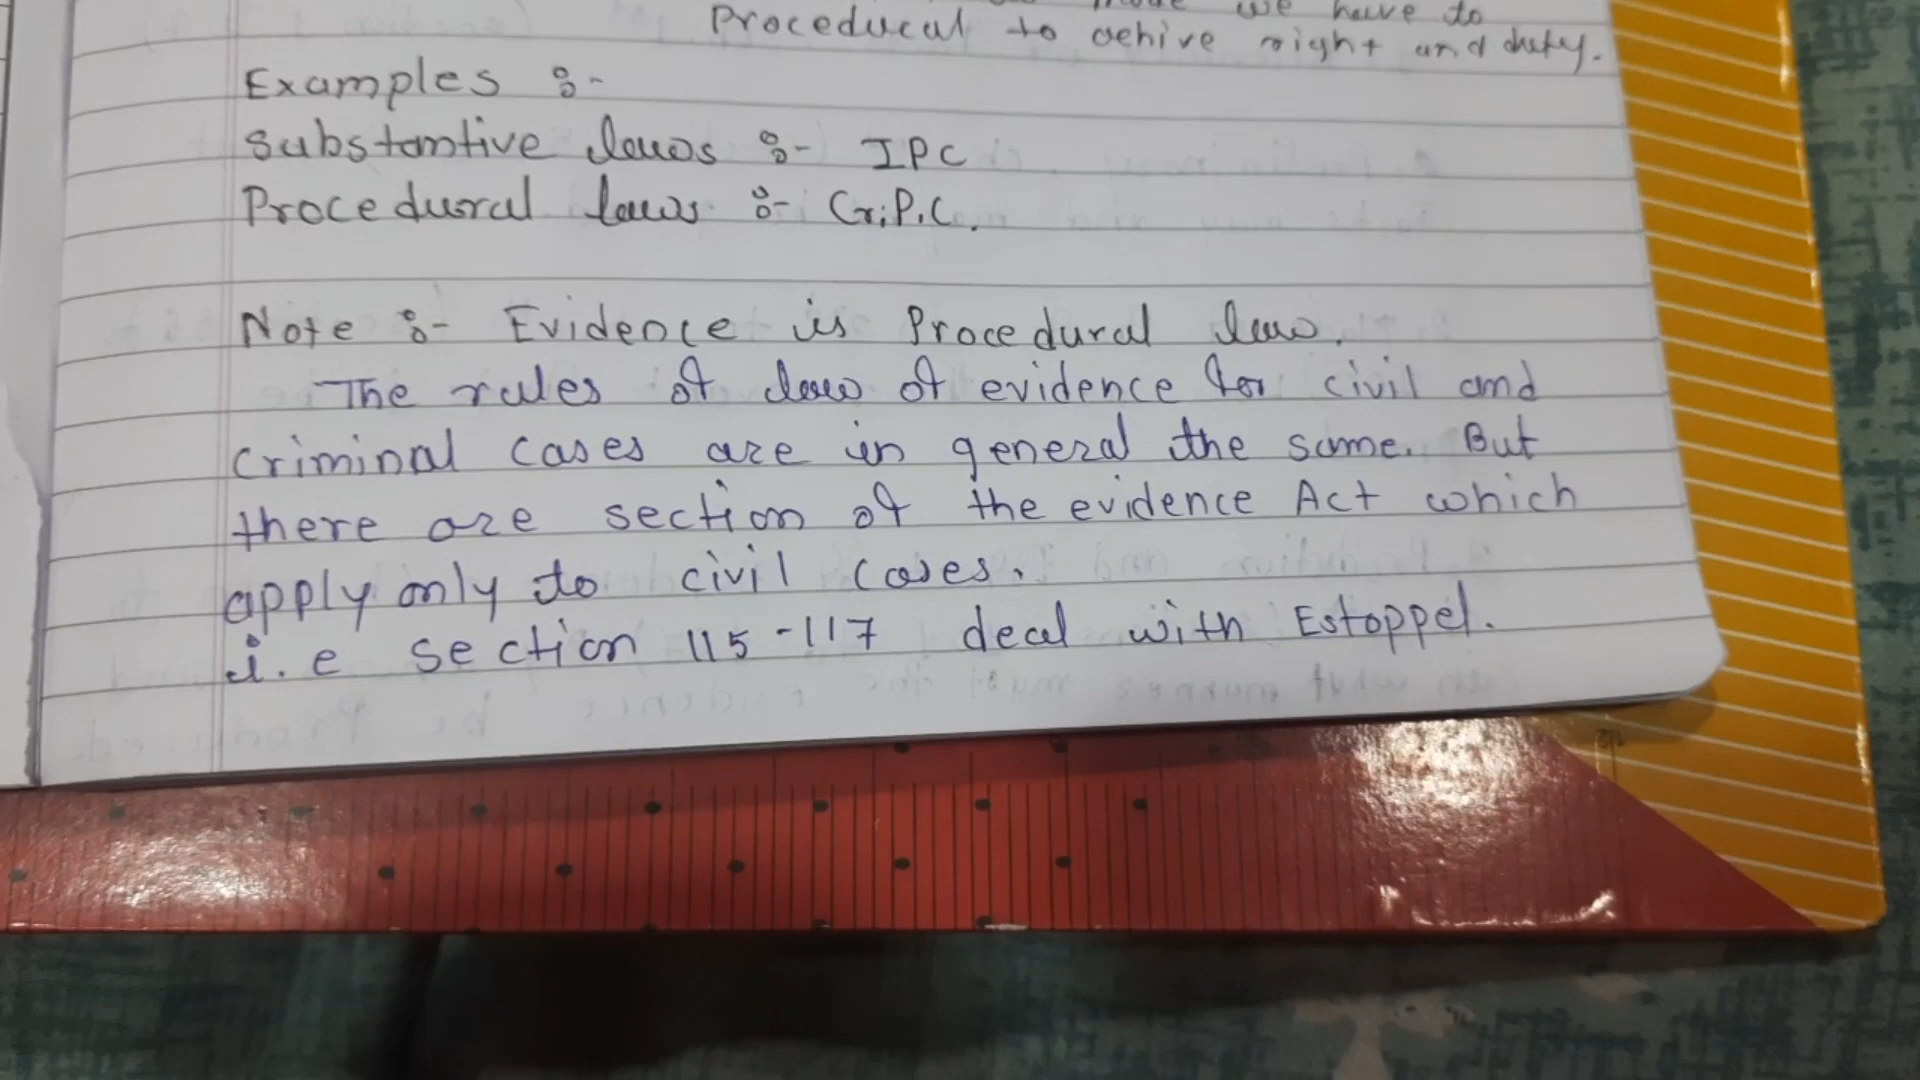 we have to
Proceducal to aehive right and duty.
Examples :-
Substantive laws :- IPC
Procedural laws :- Cr.P.C.
Note :- Evidence is Procedural law.
The rules of law of evidence for civil and
criminal cases are in general the same. But
there are section of the evidence Act which
apply only to civil cases.
i.e section 115-117 deal with Estoppel.